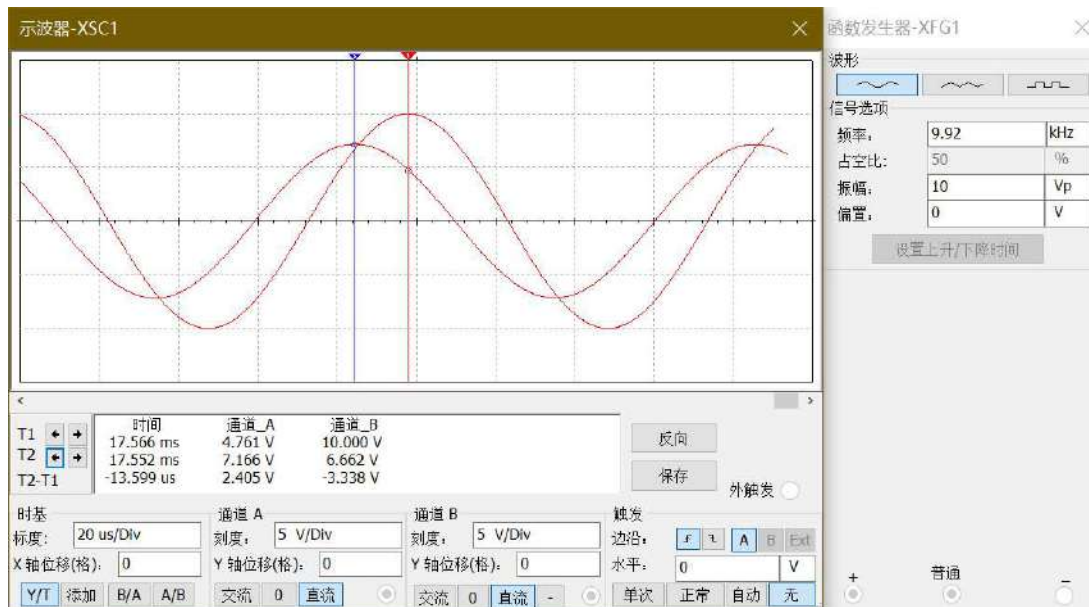 示波器-XSC1
时间 通道_A 通道_B
T1 17.566 ms 4.761 V 10.000 V
T2 17.552 ms 7.166 V 6.662 V
T2-T1 -13.599 us 2.405 V -3.338 V
反向
保存
外触发
时基
标度: 20 us/Div
X 轴位移(格): 0
Y/T 添加 B/A A/B
通道 A
刻度: 5 V/Div
Y 轴位移(格): 0
交流 0 直流
通道 B
刻度: 5 V/Div
Y 轴位移(格): 0
交流 0 直流 -
触发
边沿: A B Ext
水平: 0 V
单次 正常 自动 无
函数发生器-XFG1
波形
信号选项
频率: 9.92 kHz
占空比: 50 %
振幅: 10 Vp
偏置: 0 V
设置上升/下降时间
+ 普通 −